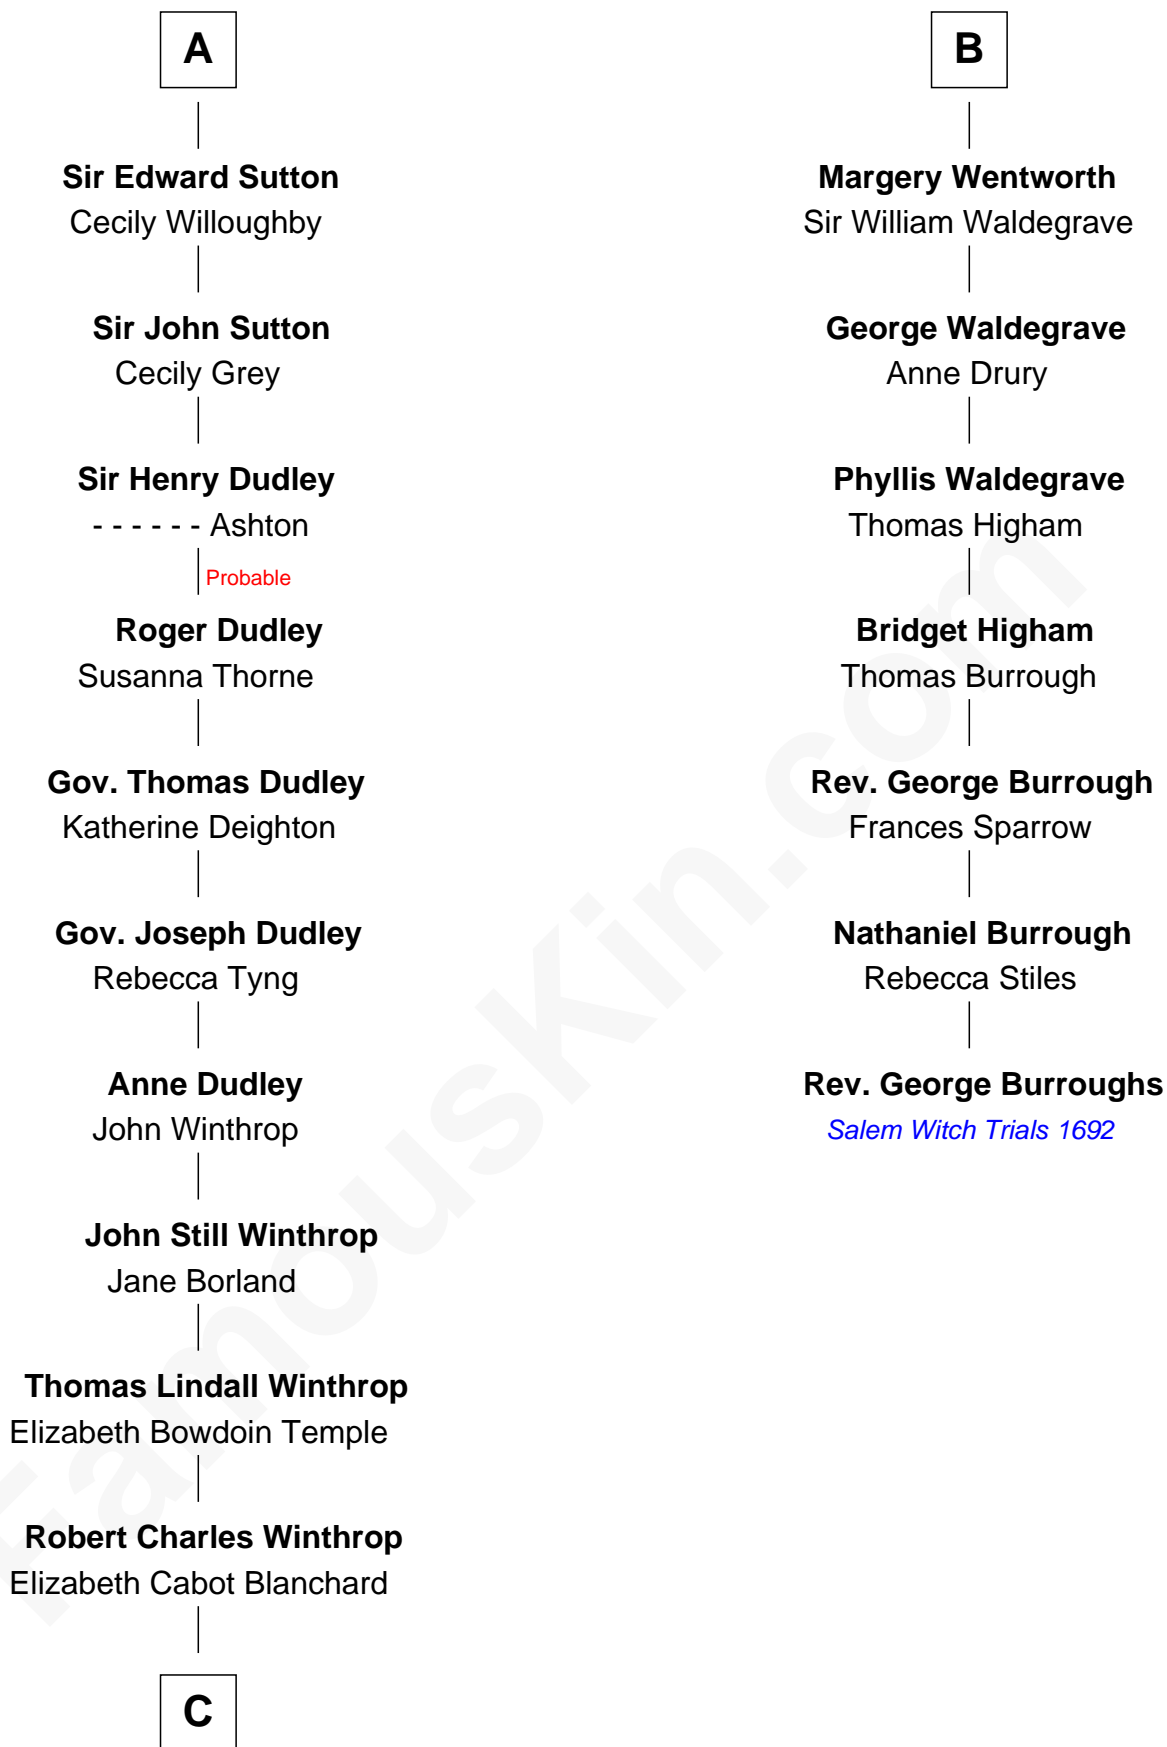 A
Sir Edward Sutton
Cecily Willoughby
Sir John Sutton
Cecily Grey
Sir Henry Dudley
- - - - - - Ashton
Probable
Roger Dudley
Susanna Thorne
Gov. Thomas Dudley
Katherine Deighton
Gov. Joseph Dudley
Rebecca Tyng
Anne Dudley
John Winthrop
John Still Winthrop
Jane Borland
Thomas Lindall Winthrop
Elizabeth Bowdoin Temple
Robert Charles Winthrop
Elizabeth Cabot Blanchard
C
B
Margery Wentworth
Sir William Waldegrave
George Waldegrave
Anne Drury
Phyllis Waldegrave
Thomas Higham
Bridget Higham
Thomas Burrough
Rev. George Burrough
Frances Sparrow
Nathaniel Burrough
Rebecca Stiles
Rev. George Burroughs
Salem Witch Trials 1692
FamousKin.com